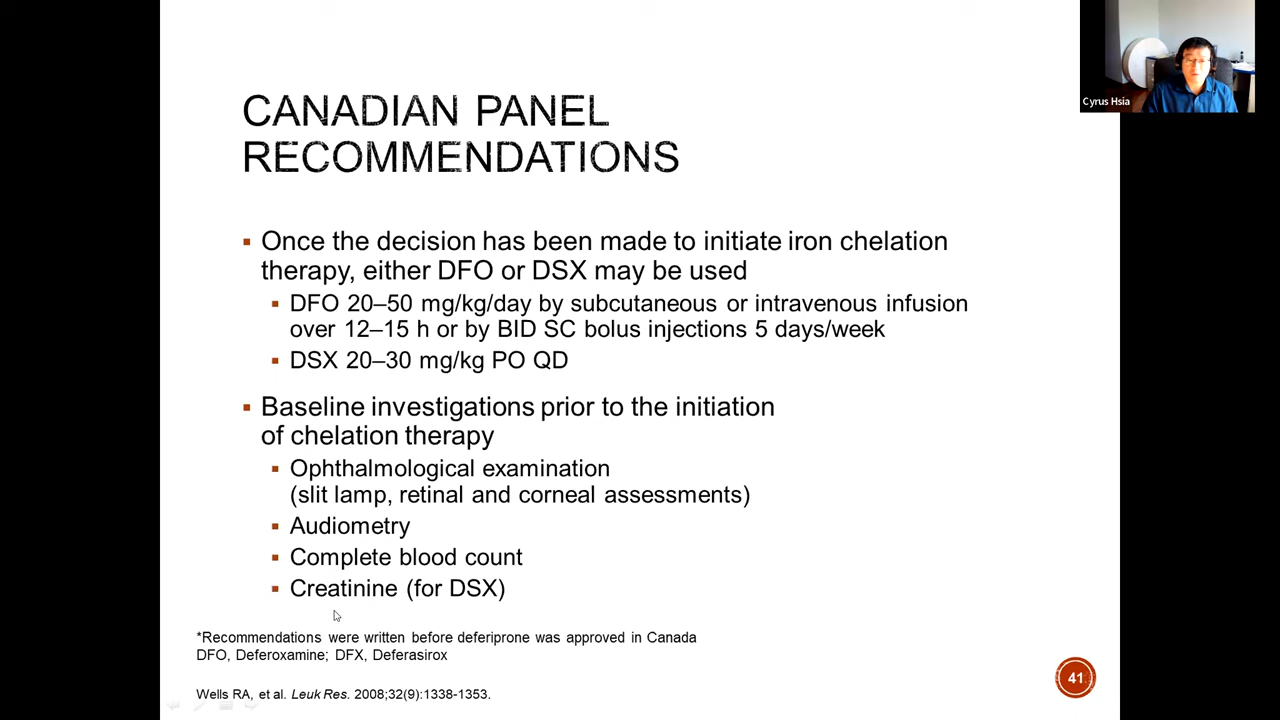 Cyrus Hsia
CANADIAN PANEL
RECOMMENDATIONS
▪ Once the decision has been made to initiate iron chelation
therapy, either DFO or DSX may be used
▪ DFO 20–50 mg/kg/day by subcutaneous or intravenous infusion
over 12–15 h or by BID SC bolus injections 5 days/week
▪ DSX 20–30 mg/kg PO QD
▪ Baseline investigations prior to the initiation
of chelation therapy
▪ Ophthalmological examination
(slit lamp, retinal and corneal assessments)
▪ Audiometry
▪ Complete blood count
▪ Creatinine (for DSX)
*Recommendations were written before deferiprone was approved in Canada
DFO, Deferoxamine; DFX, Deferasirox
Wells RA, et al. Leuk Res. 2008;32(9):1338-1353.
41